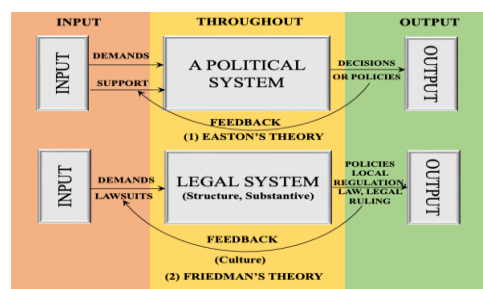 INPUT THROUGHOUT OUTPUT
INPUT
DEMANDS
SUPPORT
A POLITICAL
SYSTEM
DECISIONS
OR POLICIES
OUTPUT
FEEDBACK
(1) EASTON'S THEORY
INPUT
DEMANDS
LAWSUITS
LEGAL SYSTEM
(Structure, Substantive)
POLICIES
LOCAL
REGULATION,
LAW, LEGAL
RULING
OUTPUT
FEEDBACK
(Culture)
(2) FRIEDMAN'S THEORY